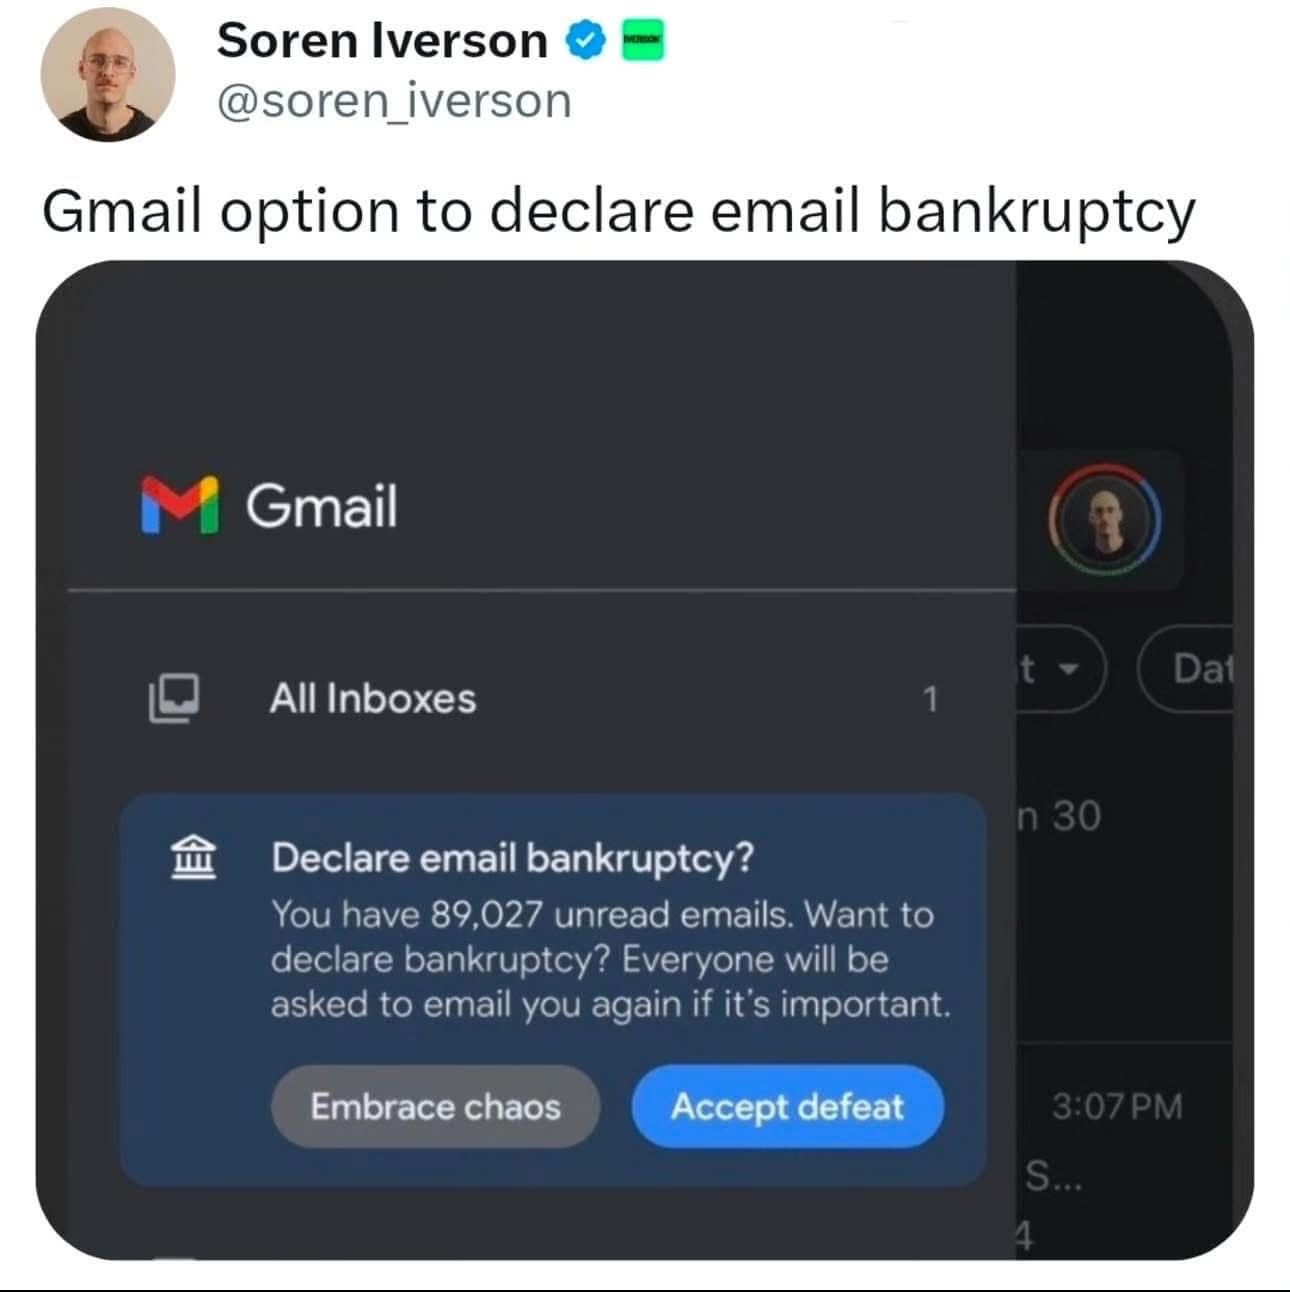 Soren Iverson
IVERSON
@soren_iverson
Gmail option to declare email bankruptcy
Gmail
t
Dat
All Inboxes
1
n 30
Declare email bankruptcy?
You have 89,027 unread emails. Want to
declare bankruptcy? Everyone will be
asked to email you again if it's important.
Embrace chaos
Accept defeat
3:07 PM
S...
4